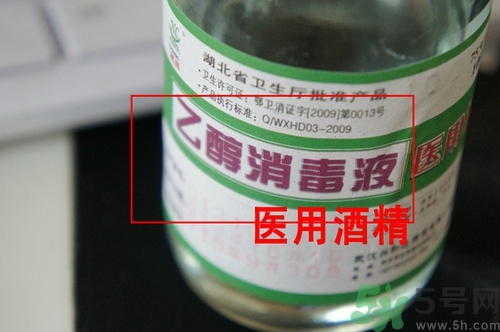 湖北省卫生厅批准产品
·卫生许可证：鄂卫消证字[2009]第0013号
·产品执行标准：Q/WXHD03-2009
乙醇消毒液
医用
医用酒精
5号网
www.5h.com